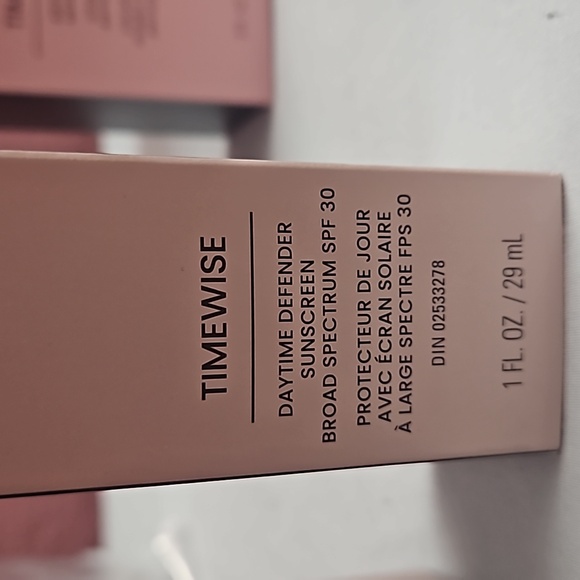 TIMEWISE
DAYTIME DEFENDER
SUNSCREEN
BROAD SPECTRUM SPF 30
PROTECTEUR DE JOUR
AVEC ÉCRAN SOLAIRE
À LARGE SPECTRE FPS 30
DIN 02533278
1 FL. OZ. / 29 mL